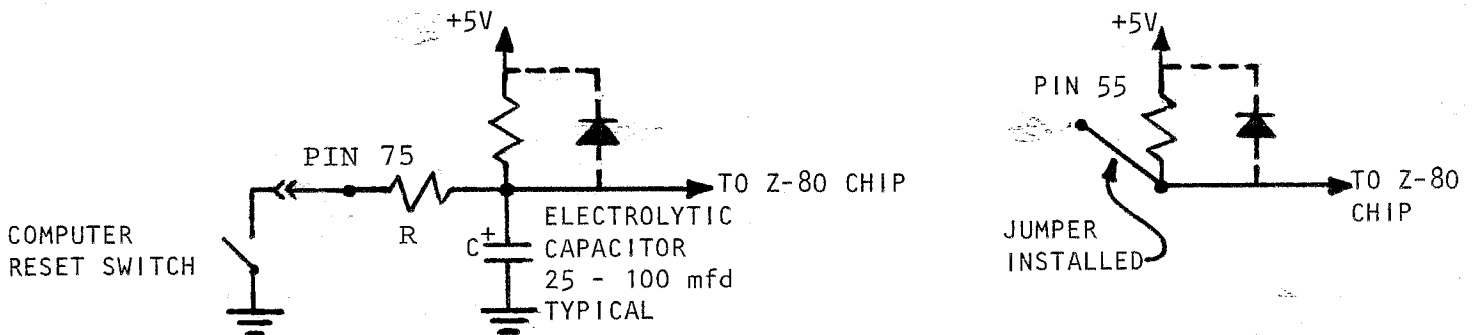 +5V
PIN 75
R
TO Z-80 CHIP
COMPUTER
RESET SWITCH
C
+
ELECTROLYTIC
CAPACITOR
25 - 100 mfd
TYPICAL
+5V
PIN 55
TO Z-80
CHIP
JUMPER
INSTALLED